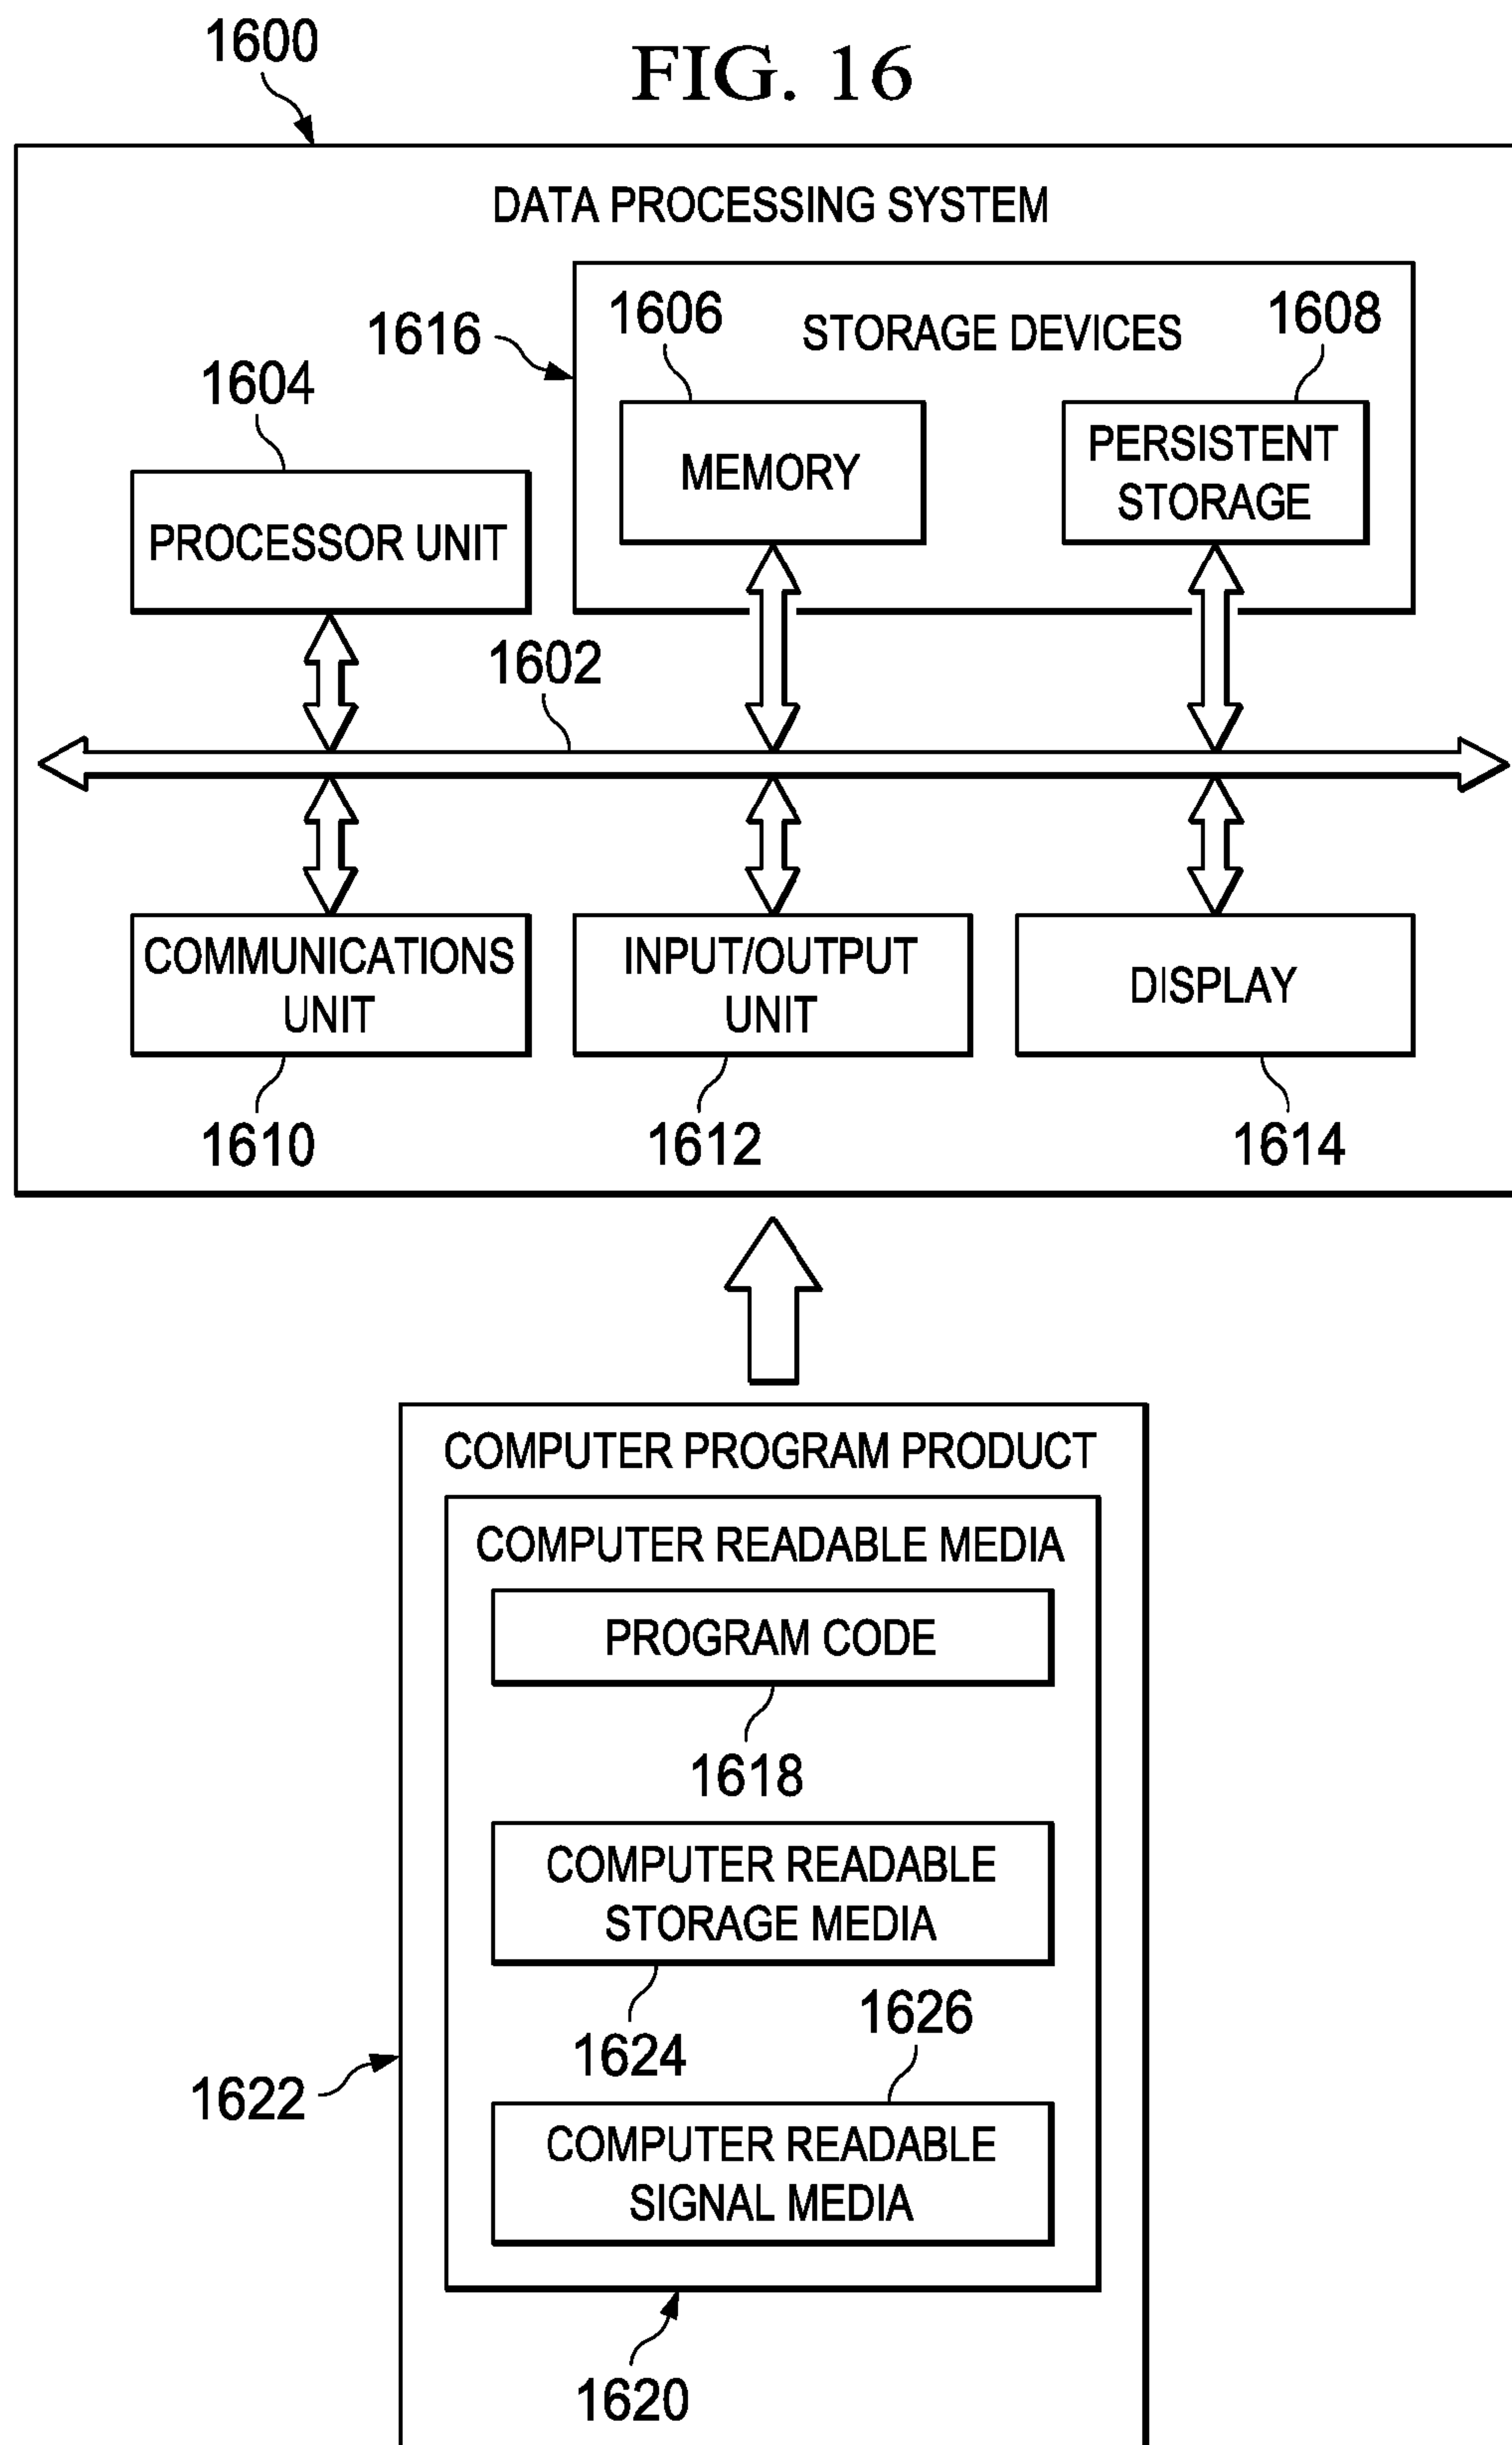 1600
FIG. 16
DATA PROCESSING SYSTEM
1616
1606
STORAGE DEVICES
1608
1604
MEMORY
PERSISTENT
STORAGE
PROCESSOR UNIT
1602
COMMUNICATIONS
UNIT
INPUT/OUTPUT
UNIT
DISPLAY
1610
1612
1614
COMPUTER PROGRAM PRODUCT
COMPUTER READABLE MEDIA
PROGRAM CODE
1618
COMPUTER READABLE
STORAGE MEDIA
1624
1626
1622
COMPUTER READABLE
SIGNAL MEDIA
1620